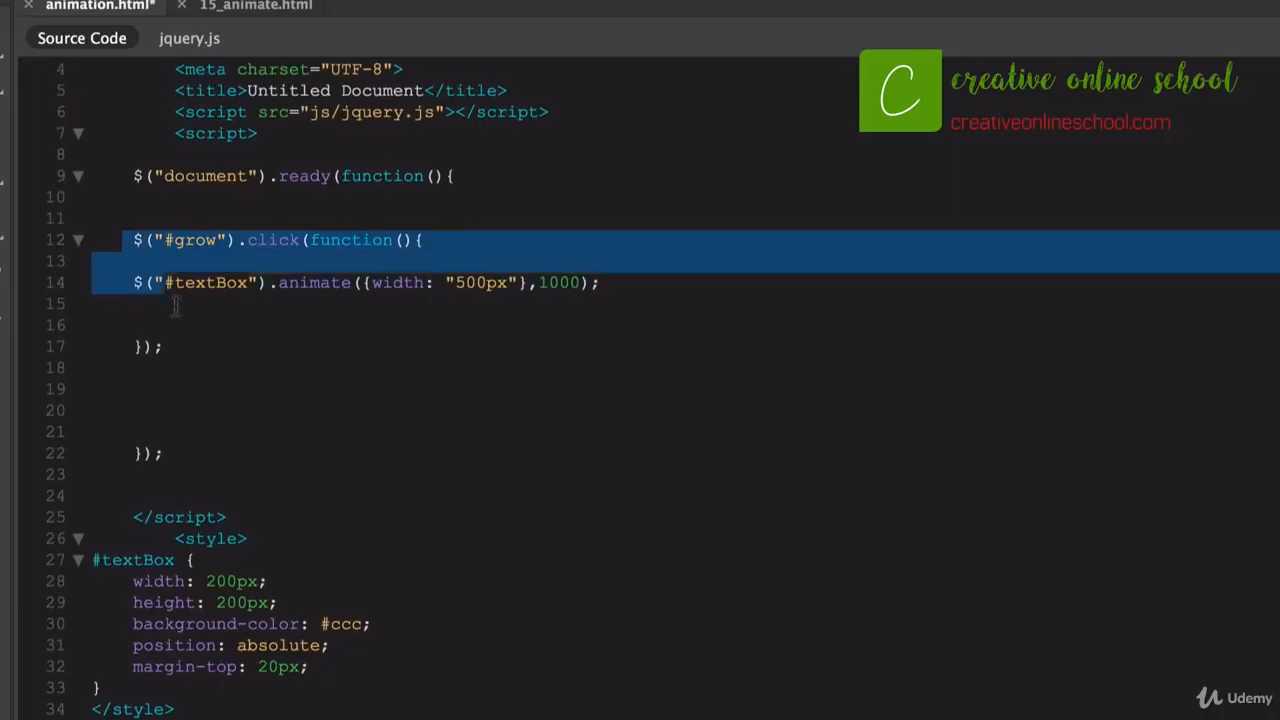 animation.html*
15_animate.html
Source Code
jquery.js
creative online school
creativeonlineschool.com
4 <meta charset="UTF-8">
5 <title>Untitled Document</title>
6 <script src="js/jquery.js"></script>
7 <script>
8
9 $("document").ready(function(){
10
11
12 $("#grow").click(function(){
13
14 $("#textBox").animate({width: "500px"},1000);
15
16
17 });
18
19
20
21
22 });
23
24
25 </script>
26 <style>
27 #textBox {
28 width: 200px;
29 height: 200px;
30 background-color: #ccc;
31 position: absolute;
32 margin-top: 20px;
33 }
34 </style>
C
Udemy